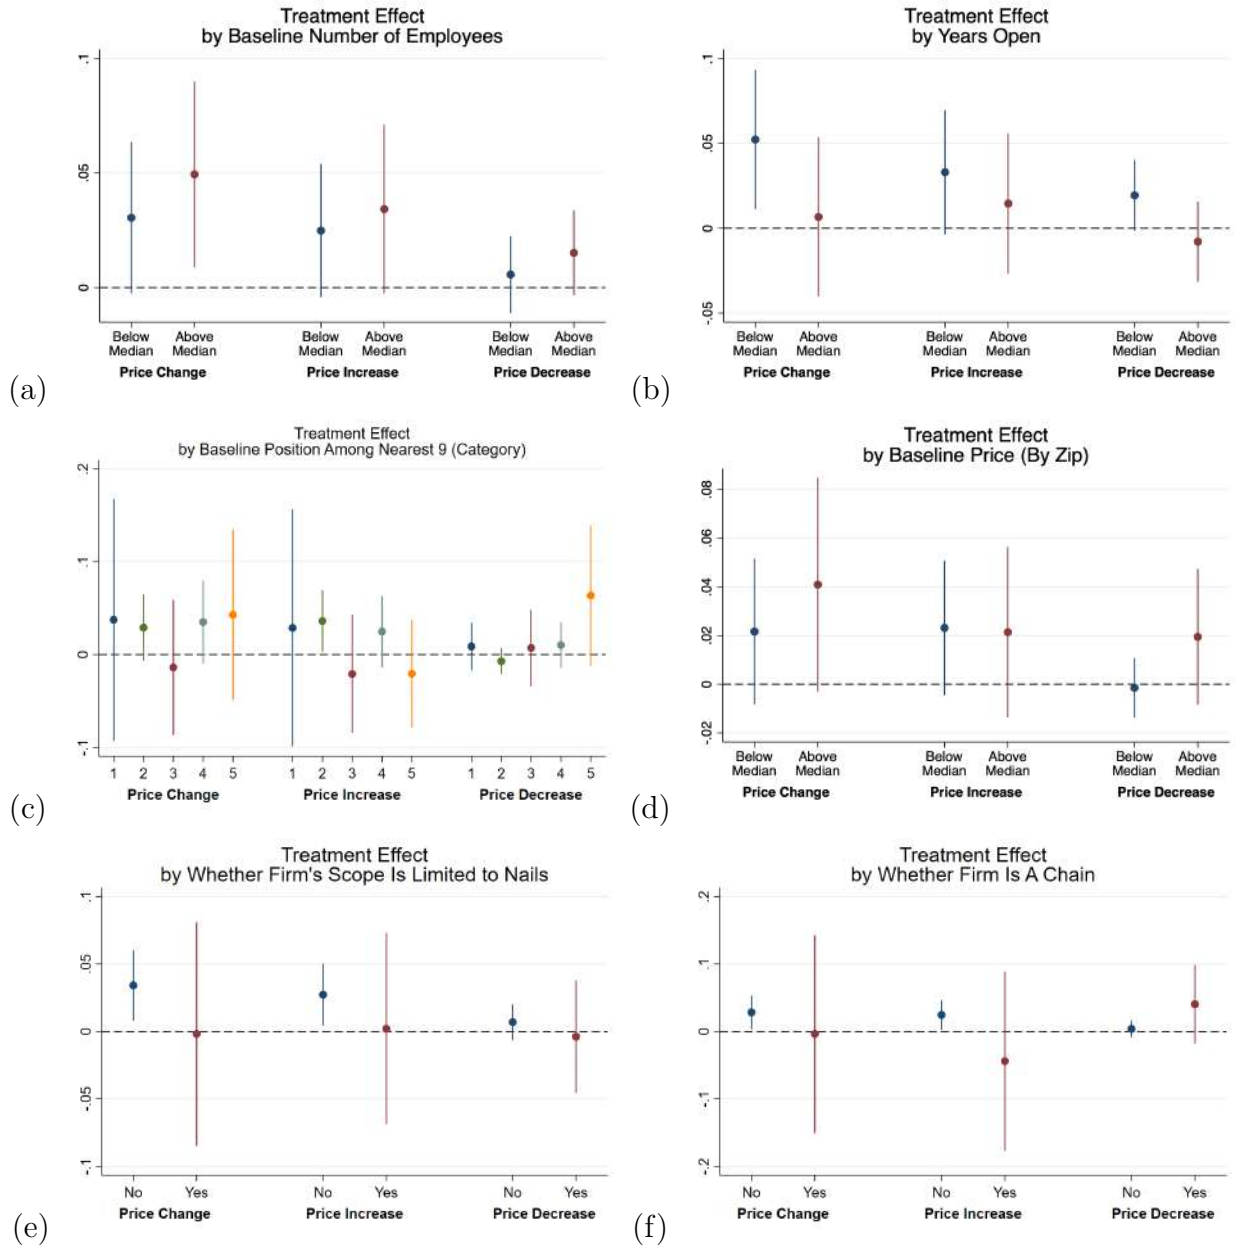 Treatment Effect
by Baseline Number of Employees
.1
.05
0
Below Median
Above Median
Below Median
Above Median
Below Median
Above Median
Price Change
Price Increase
Price Decrease
(a)
Treatment Effect
by Years Open
.1
.05
0
-.05
Below Median
Above Median
Below Median
Above Median
Below Median
Above Median
Price Change
Price Increase
Price Decrease
(b)
Treatment Effect
by Baseline Position Among Nearest 9 (Category)
.2
.1
0
-.1
1 2 3 4 5 1 2 3 4 5 1 2 3 4 5
Price Change
Price Increase
Price Decrease
(c)
Treatment Effect
by Baseline Price (By Zip)
.08
.06
.04
.02
0
-.02
Below Median
Above Median
Below Median
Above Median
Below Median
Above Median
Price Change
Price Increase
Price Decrease
(d)
Treatment Effect
by Whether Firm's Scope Is Limited to Nails
.1
.05
0
-.05
-.1
No Yes No Yes No Yes
Price Change
Price Increase
Price Decrease
(e)
Treatment Effect
by Whether Firm Is A Chain
.2
.1
0
-.1
-.2
No Yes No Yes No Yes
Price Change
Price Increase
Price Decrease
(f)